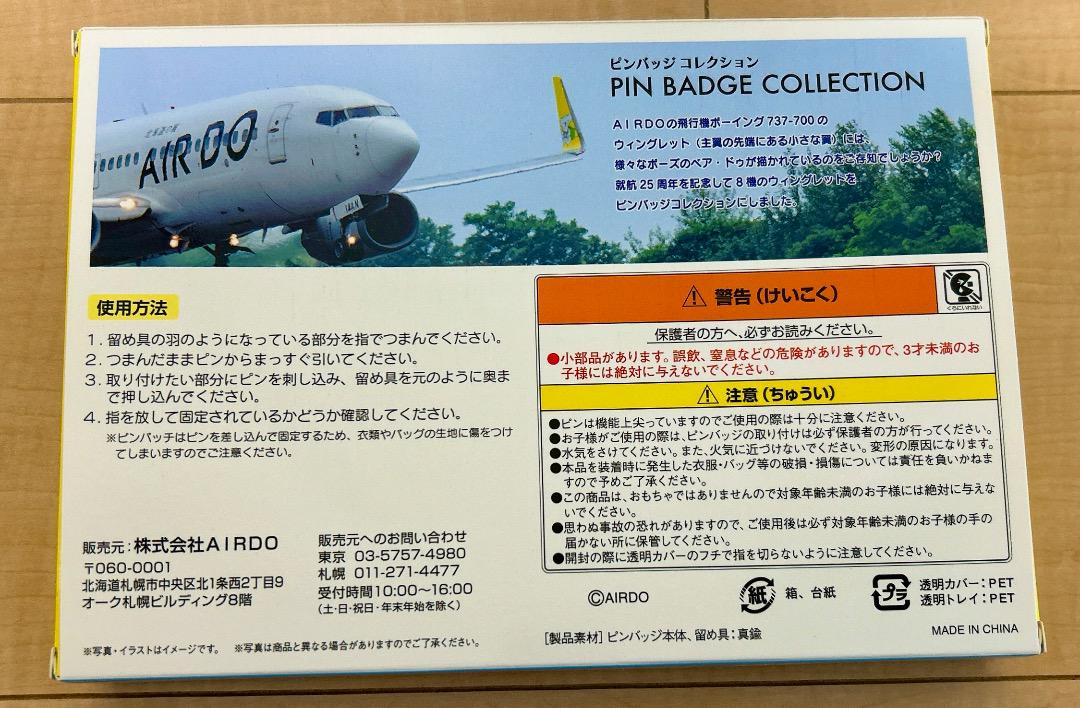 ピンバッジ コレクション
PIN BADGE COLLECTION
AIRDOの飛行機ボーイング737-700の
ウィングレット（主翼の先端にある小さな翼）には、
様々なポーズのベア・ドゥが描かれているのをご存知でしょうか？
就航25周年を記念して8機のウィングレットを
ピンバッジコレクションにしました。
北海道の翼
AIR DO
使用方法
1. 留め具の羽のようになっている部分を指でつまんでください。
2. つまんだままピンからまっすぐ引いてください。
3. 取り付けたい部分にピンを刺し込み、留め具を元のように奥ま
で押し込んでください。
4. 指を放して固定されているかどうか確認してください。
※ピンバッチはピンを差し込んで固定するため、衣類やバッグの生地に傷をつけ
てしまいますのでご注意ください。
⚠ 警告（けいこく）
くちにいれない
保護者の方へ、必ずお読みください。
●小部品があります。誤飲、窒息などの危険がありますので、3才未満のお
子様には絶対に与えないでください。
⚠ 注意（ちゅうい）
●ピンは機能上尖っていますのでご使用の際は十分に注意ください。
●お子様がご使用の際は、ピンバッジの取り付けは必ず保護者の方が行ってください。
●水気をさけてください。また、火気に近づけないでください。変形の原因になります。
●本品を装着時に発生した衣服・バッグ等の破損・損傷については責任を負いかねま
すので予めご了承ください。
●この商品は、おもちゃではありませんので対象年齢未満のお子様には絶対に与えな
いでください。
●思わぬ事故の恐れがありますので、ご使用後は必ず対象年齢未満のお子様の手の
届かない所に保管してください。
●開封の際に透明カバーのフチで指を切らないように注意してください。
販売元：株式会社AIRDO
〒060-0001
北海道札幌市中央区北1条西2丁目9
オーク札幌ビルディング8階
販売元へのお問い合わせ
東京 03-5757-4980
札幌 011-271-4477
受付時間10:00～16:00
（土・日・祝日・年末年始を除く）
©AIRDO
紙
箱、台紙
プラ
透明カバー：PET
透明トレイ：PET
※写真・イラストはイメージです。 ※写真は商品と異なる場合がありますのでご了承ください。
［製品素材］ピンバッジ本体、留め具：真鍮
MADE IN CHINA